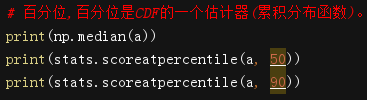 # 百分位,百分位是CDF的一个估计器(累积分布函数)。
print(np.median(a))
print(stats.scoreatpercentile(a, 50))
print(stats.scoreatpercentile(a, 90))